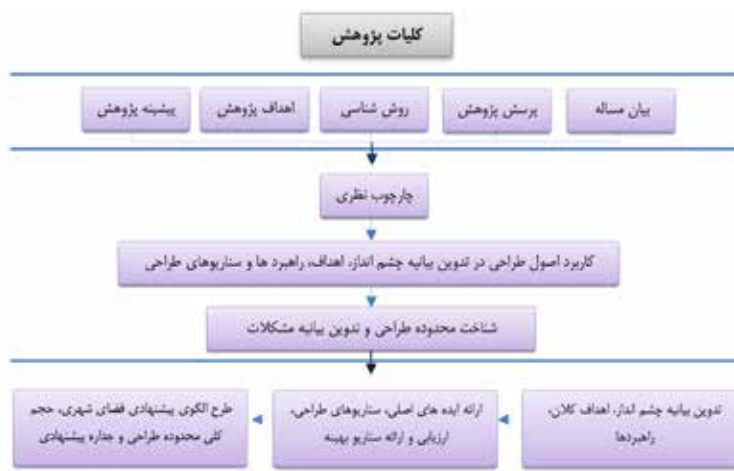 کلیات پژوهش
بیان مساله
پرسش پژوهش
روش شناسی
اهداف پژوهش
پیشینه پژوهش
چارچوب نظری
کاربرد اصول طراحی در تدوین بیانیه چشم انداز، اهداف، راهبرد ها و سناریوهای طراحی
شناخت محدوده طراحی و تدوین بیانیه مشکلات
تدوین بیانیه چشم انداز، اهداف کلان،
راهبردها
ارائه ایده های اصلی، سناریوهای طراحی،
ارزیابی و ارائه سناریو بهینه
طرح الگوی پیشنهادی فضای شهری، حجم
کلی محدوده طراحی و جداره پیشنهادی